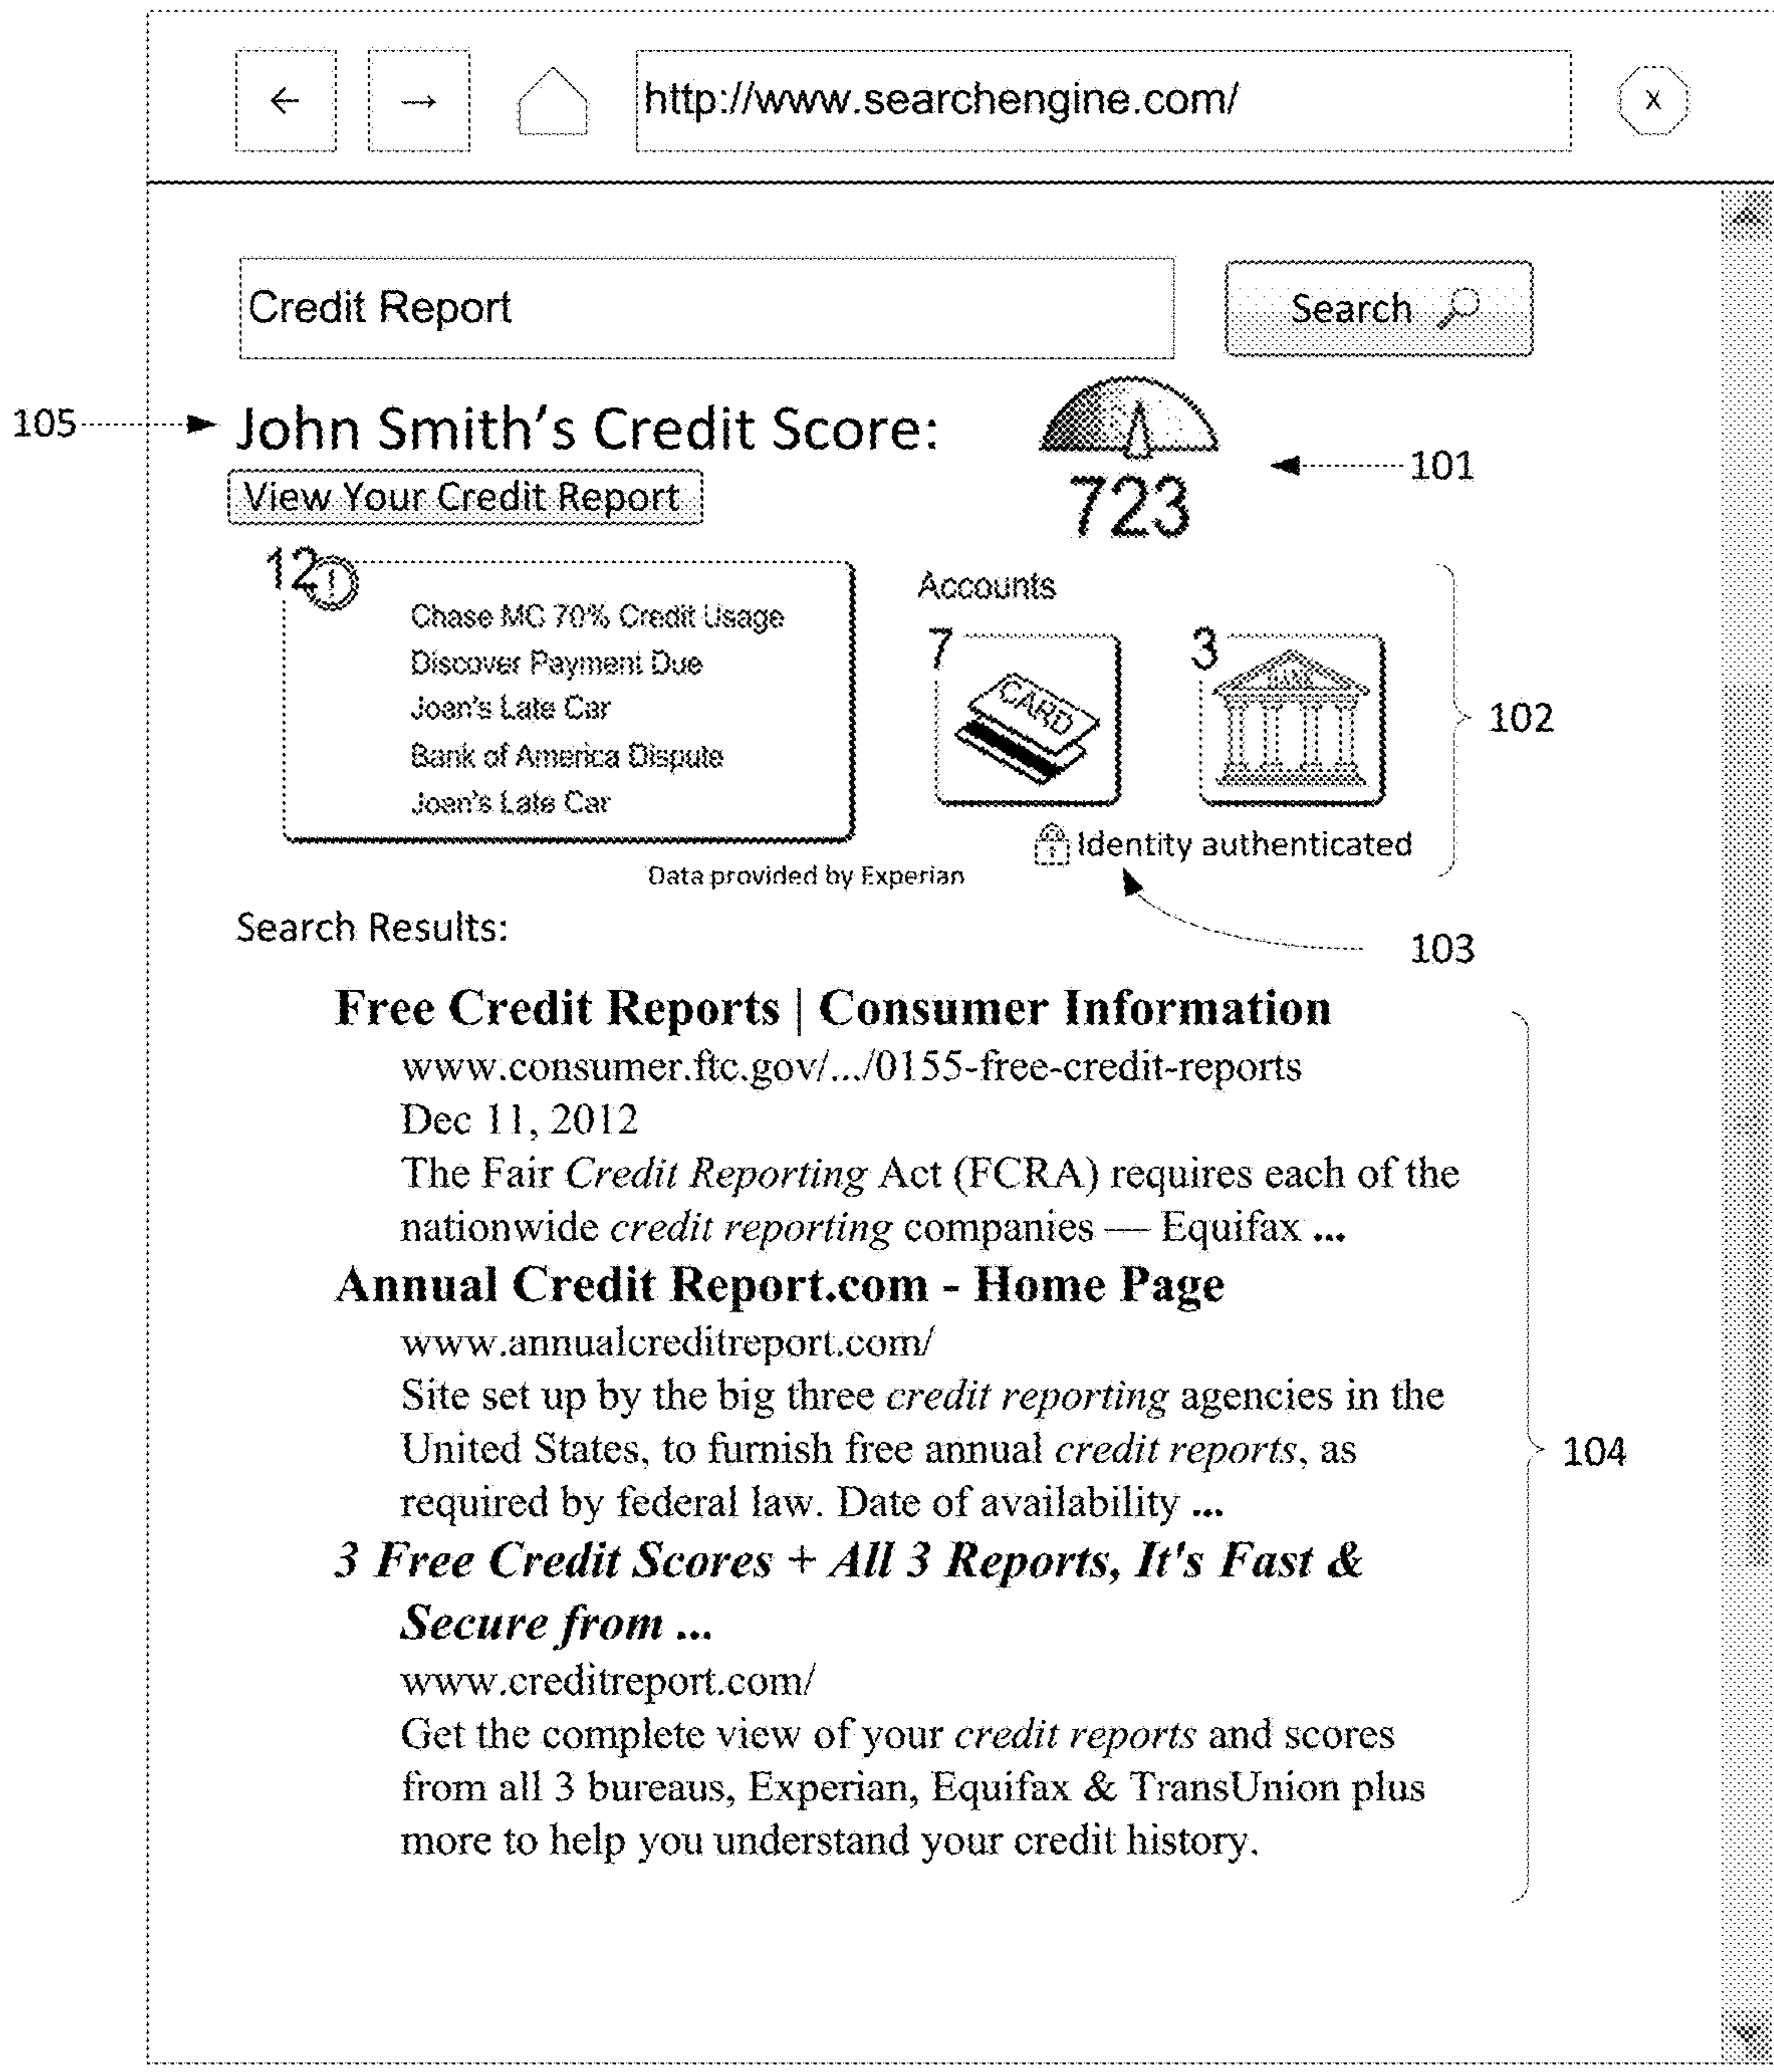 ← → http://www.searchengine.com/ x
Credit Report Search
105 John Smith's Credit Score: 101
View Your Credit Report 723
12 !
Chase MC 70% Credit Usage
Discover Payment Due
Joan's Late Car
Bank of America Dispute
Joan's Late Car
Accounts
7 3
CARD BANK
102
Identity authenticated
Data provided by Experian
Search Results: 103
Free Credit Reports | Consumer Information
www.consumer.ftc.gov/.../0155-free-credit-reports
Dec 11, 2012
The Fair Credit Reporting Act (FCRA) requires each of the
nationwide credit reporting companies — Equifax ...
Annual Credit Report.com - Home Page
www.annualcreditreport.com/
Site set up by the big three credit reporting agencies in the
United States, to furnish free annual credit reports, as 104
required by federal law. Date of availability ...
3 Free Credit Scores + All 3 Reports, It's Fast &
Secure from ...
www.creditreport.com/
Get the complete view of your credit reports and scores
from all 3 bureaus, Experian, Equifax & TransUnion plus
more to help you understand your credit history.